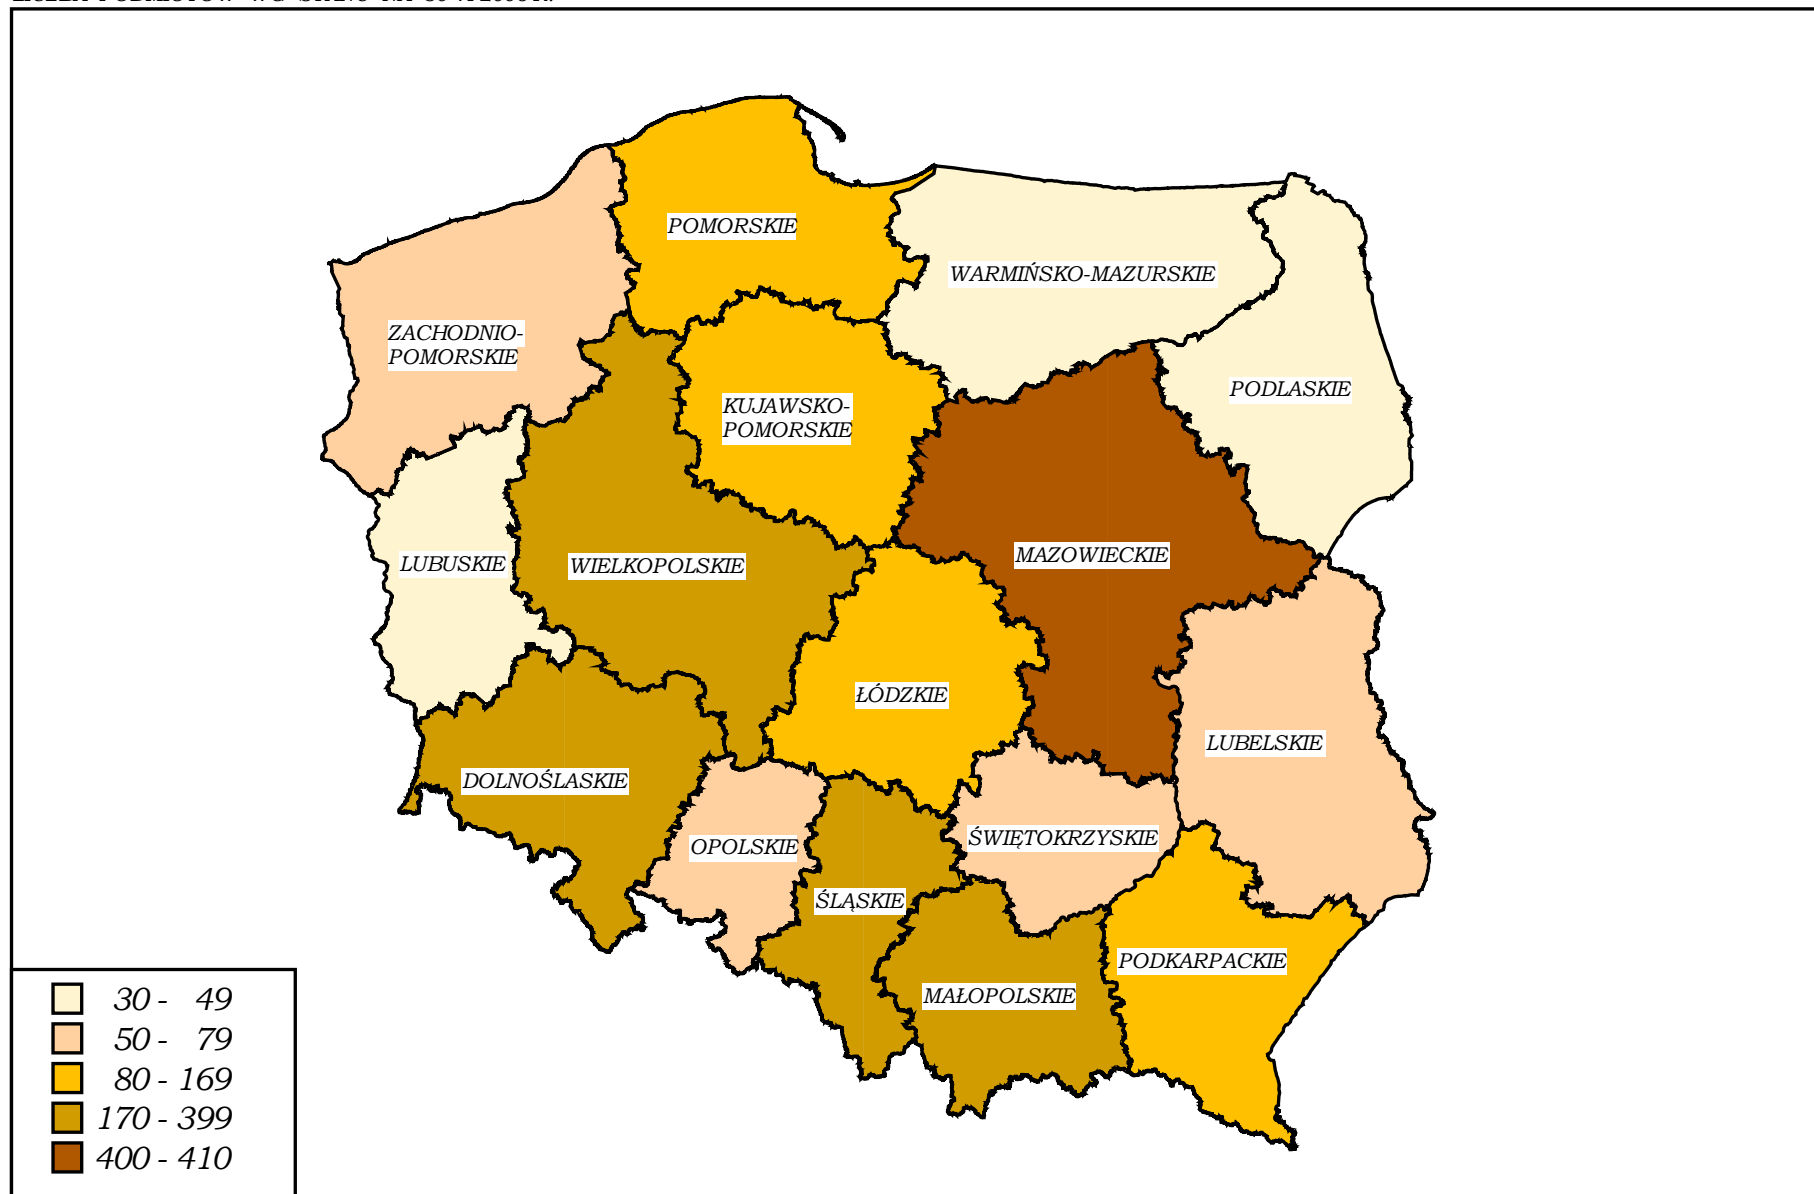 POMORSKIE
WARMIŃSKO-MAZURSKIE
ZACHODNIO-
POMORSKIE
PODLASKIE
KUJAWSKO-
POMORSKIE
MAZOWIECKIE
LUBUSKIE
WIELKOPOLSKIE
ŁÓDZKIE
LUBELSKIE
DOLNOŚLASKIE
OPOLSKIE
ŚWIĘTOKRZYSKIE
ŚLĄSKIE
PODKARPACKIE
MAŁOPOLSKIE
30 - 49
50 - 79
80 - 169
170 - 399
400 - 410